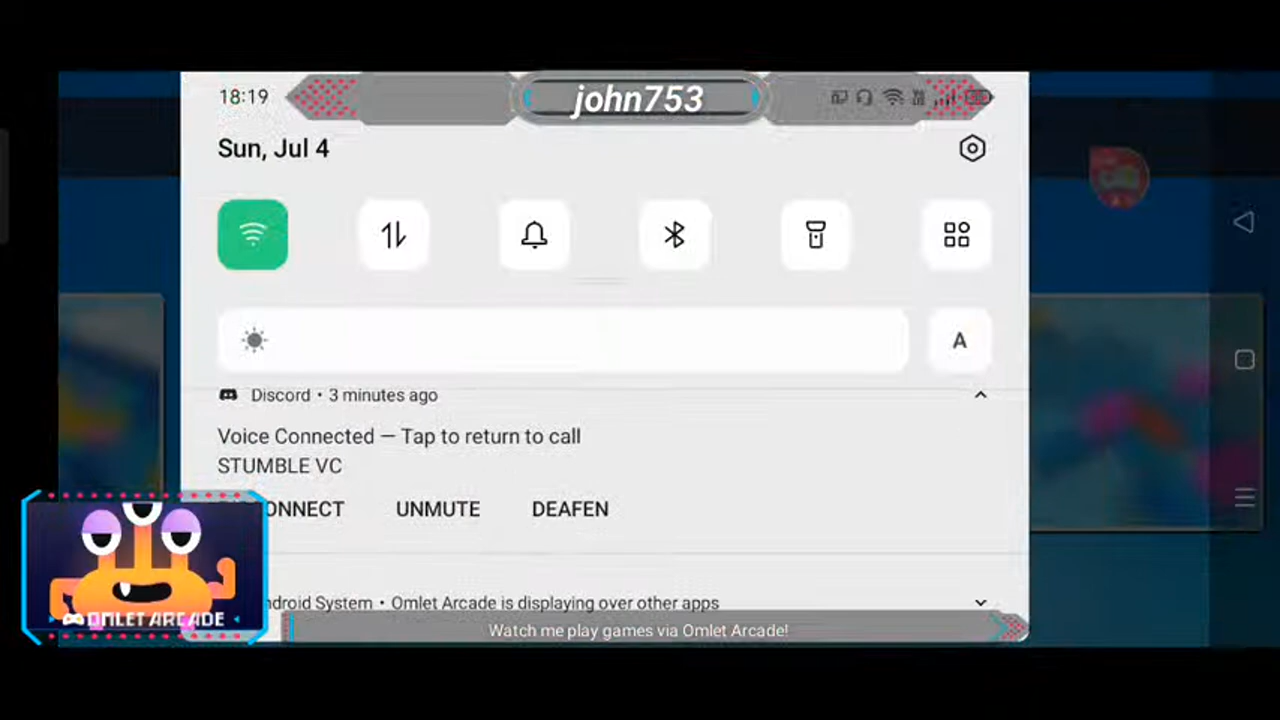 18:19
john753
Sun, Jul 4
A
Discord • 3 minutes ago
Voice Connected — Tap to return to call
STUMBLE VC
ONNECT UNMUTE DEAFEN
ndroid System • Omlet Arcade is displaying over other apps
OMLET ARCADE
Watch me play games via Omlet Arcade!